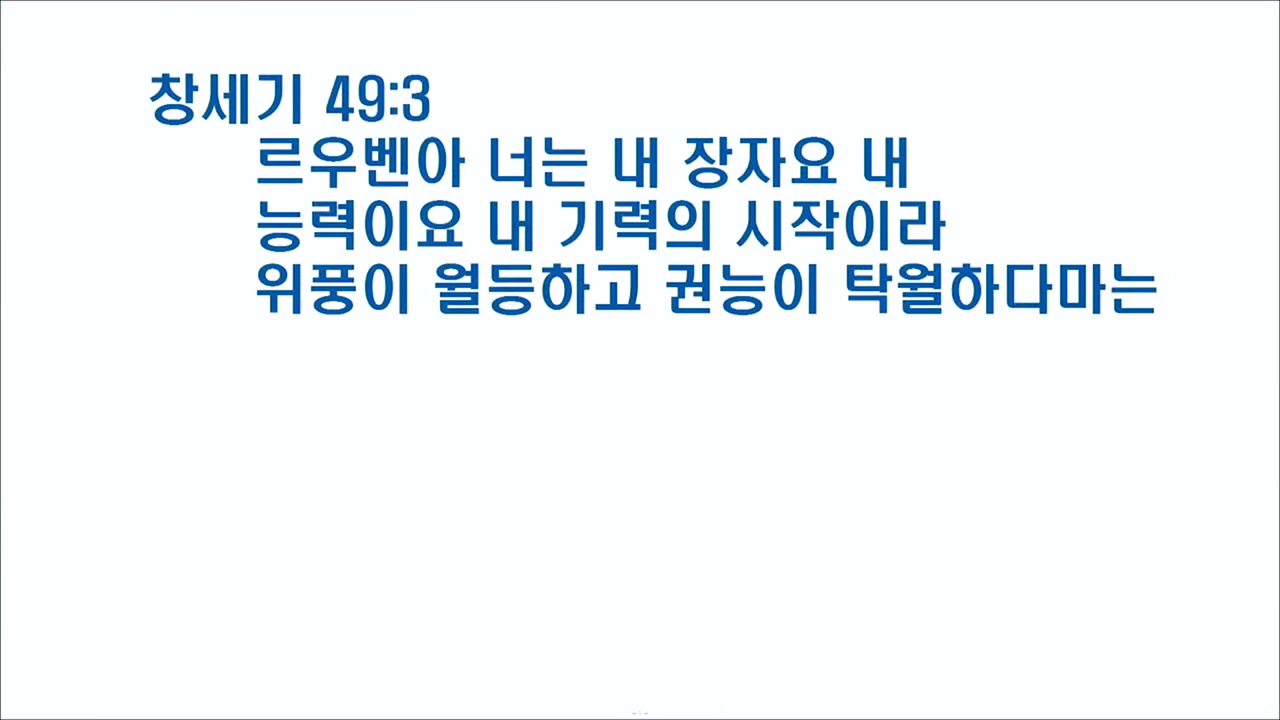 창세기 49:3
르우벤아 너는 내 장자요 내
능력이요 내 기력의 시작이라
위풍이 월등하고 권능이 탁월하다마는